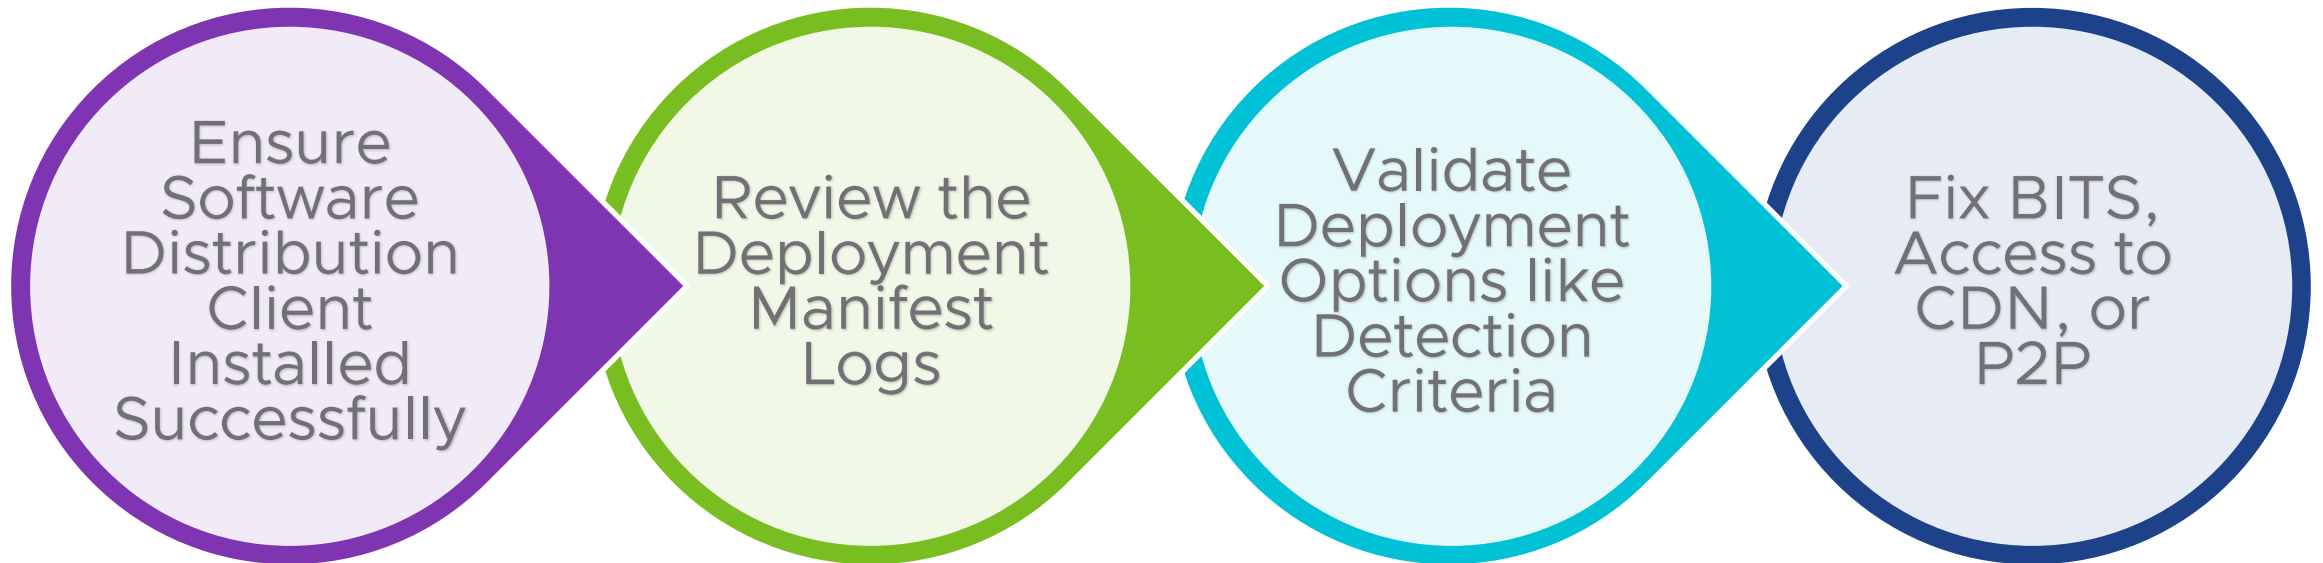 Ensure
Software
Distribution
Client
Installed
Successfully
Review the
Deployment
Manifest
Logs
Validate
Deployment
Options like
Detection
Criteria
Fix BITS,
Access to
CDN, or
P2P